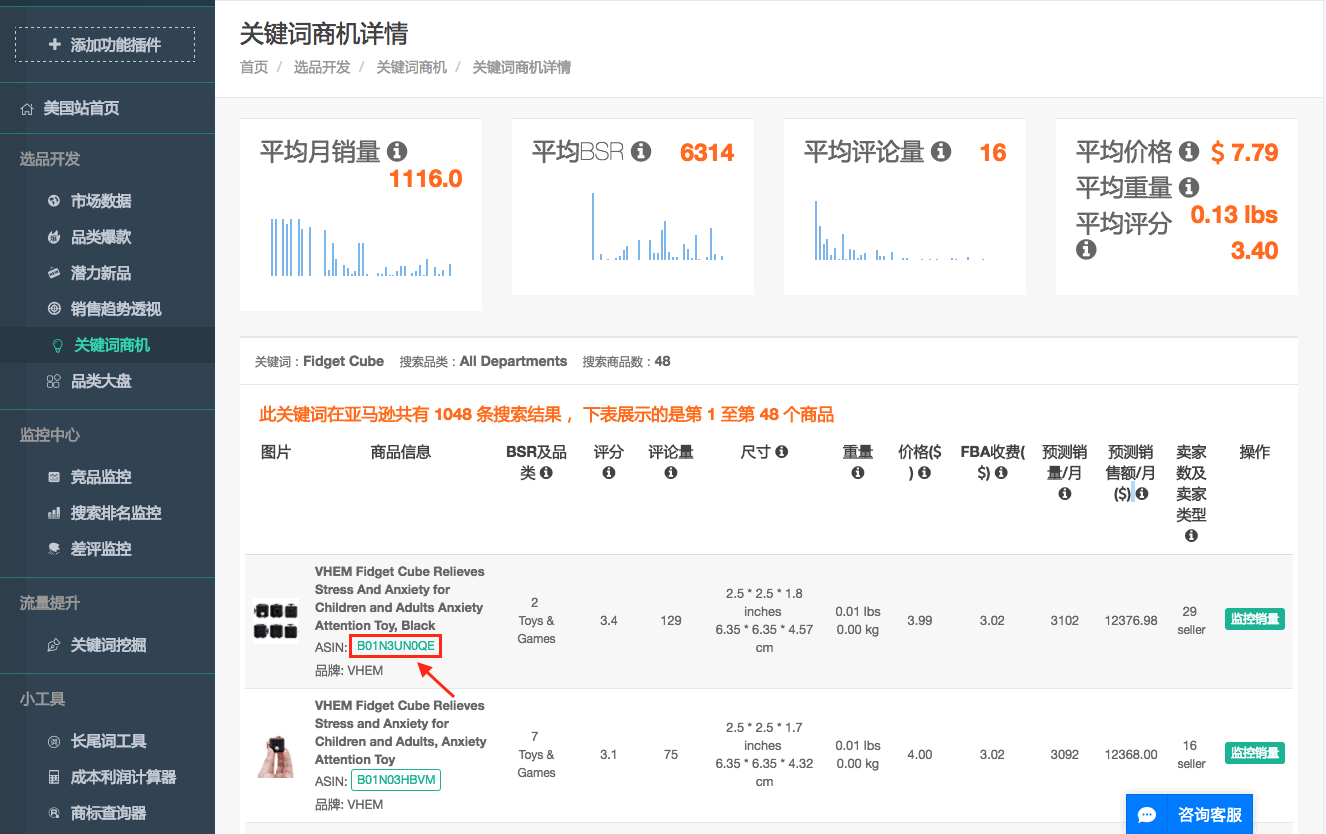 添加功能插件
美国站首页
选品开发
市场数据
品类爆款
潜力新品
销售趋势透视
关键词商机
品类大盘
监控中心
竞品监控
搜索排名监控
差评监控
流量提升
关键词挖掘
小工具
长尾词工具
成本利润计算器
商标查询器
关键词商机详情
首页 / 选品开发 / 关键词商机 / 关键词商机详情
平均月销量
1116.0
平均BSR 6314
平均评论量 16
平均价格 $ 7.79
平均重量
0.13 lbs
平均评分
3.40
关键词 : Fidget Cube 搜索品类 : All Departments 搜索商品数 : 48
此关键词在亚马逊共有 1048 条搜索结果 ，下表展示的是第 1 至第 48 个商品
图片
商品信息
BSR及品
类
评分
评论量
尺寸
重量
价格($
)
FBA收费(
$)
预测销
量/月
预测销
售额/月
($)
卖家
数及
卖家
类型
操作
VHEM Fidget Cube Relieves
Stress And Anxiety for
Children and Adults Anxiety
Attention Toy, Black
ASIN: B01N3UN0QE
品牌: VHEM
2
Toys &
Games
3.4
129
2.5 * 2.5 * 1.8
inches
6.35 * 6.35 * 4.57
cm
0.01 lbs
0.00 kg
3.99
3.02
3102
12376.98
29
seller
监控销量
VHEM Fidget Cube Relieves
Stress and Anxiety for
Children and Adults, Anxiety
Attention Toy
ASIN: B01N03HBVM
品牌: VHEM
7
Toys &
Games
3.1
75
2.5 * 2.5 * 1.7
inches
6.35 * 6.35 * 4.32
cm
0.01 lbs
0.00 kg
4.00
3.02
3092
12368.00
16
seller
监控销量
咨询客服